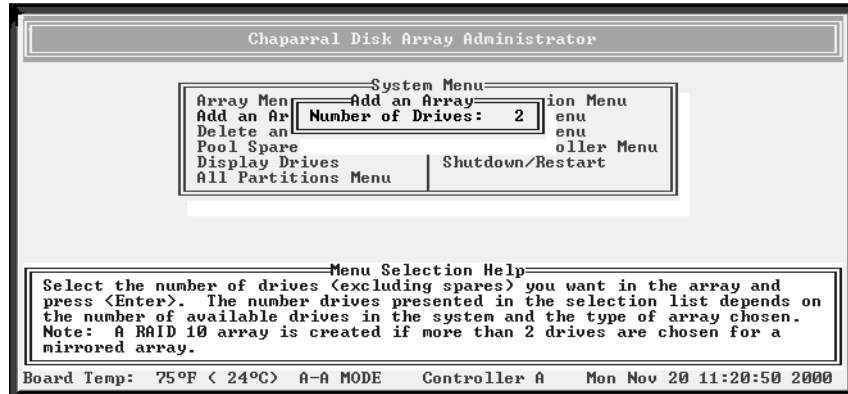 Chaparral Disk Array Administrator
System Menu
Array Men ion Menu
Add an Array
Add an Ar enu
Number of Drives: 2
Delete an enu
Pool Spare oller Menu
Display Drives Shutdown/Restart
All Partitions Menu
Menu Selection Help
Select the number of drives (excluding spares) you want in the array and
press <Enter>. The number drives presented in the selection list depends on
the number of available drives in the system and the type of array chosen.
Note: A RAID 10 array is created if more than 2 drives are chosen for a
mirrored array.
Board Temp: 75ºF ( 24ºC) A-A MODE Controller A Mon Nov 20 11:20:50 2000